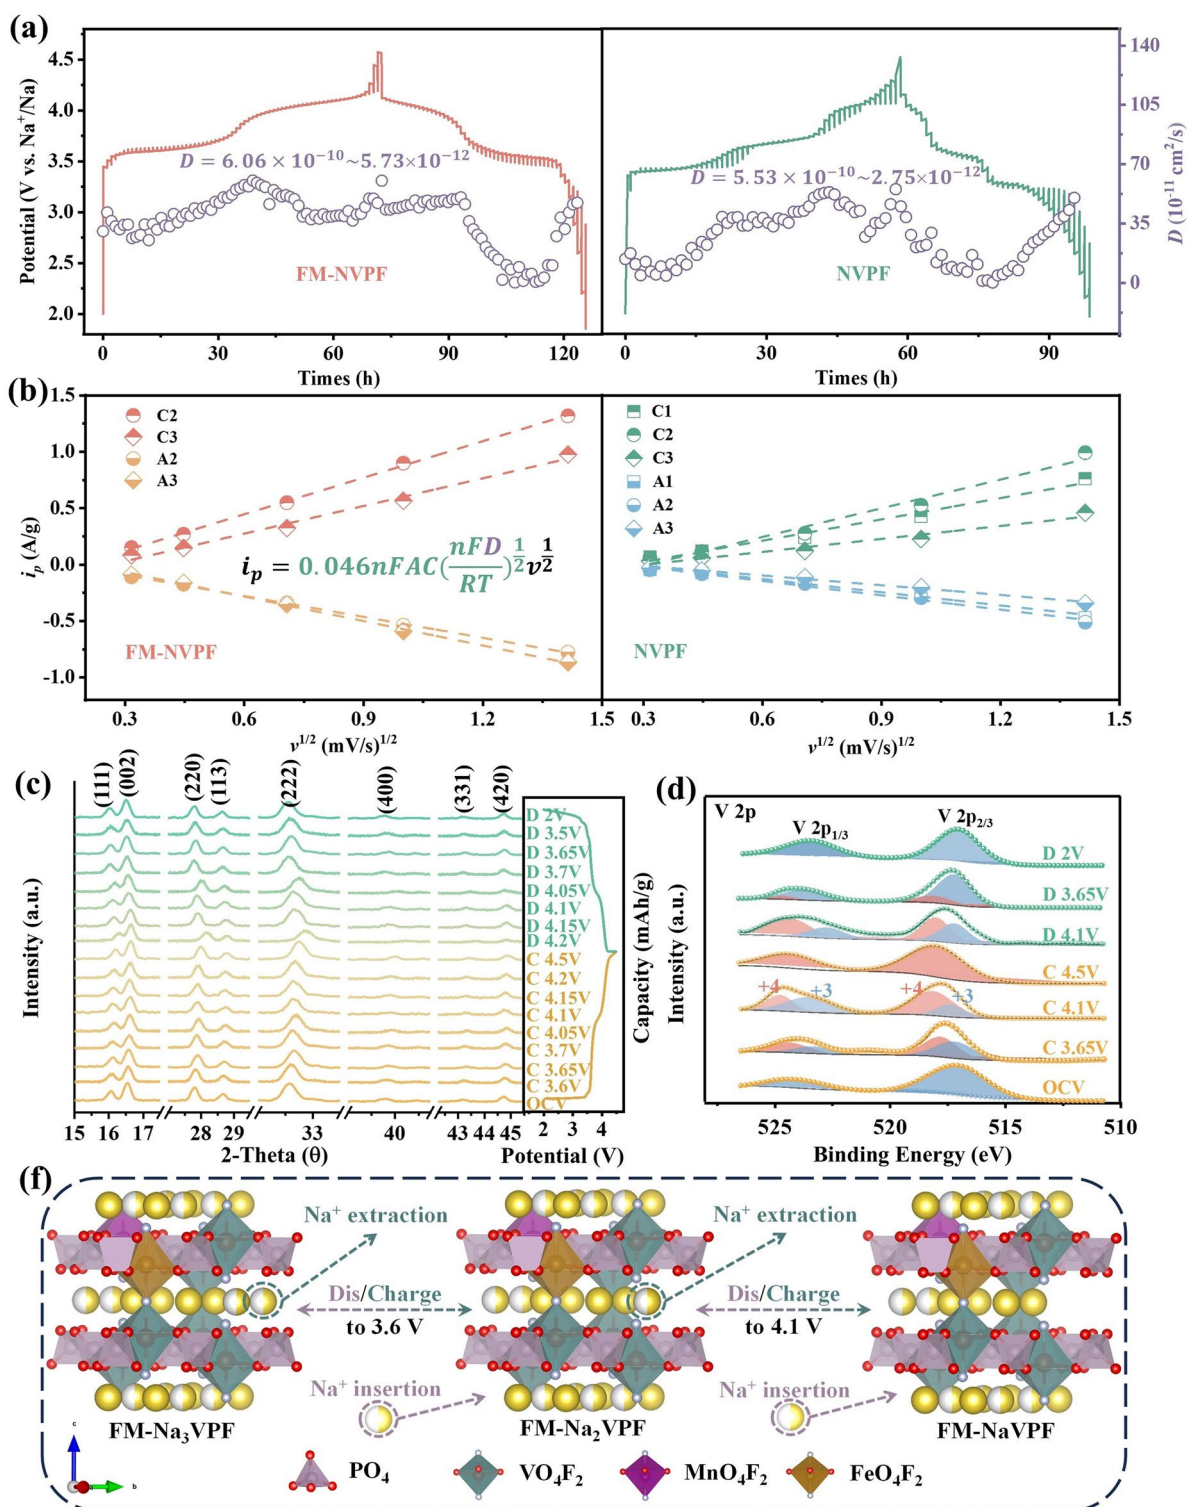 (a)
4.5
4.0
3.5
3.0
2.5
2.0
Potential (V vs. Na⁺/Na)
D = 6.06 × 10⁻¹⁰~5.73×10⁻¹²
FM-NVPF
0 30 60 90 120
Times (h)
D = 5.53 × 10⁻¹⁰~2.75×10⁻¹²
NVPF
0 30 60 90
Times (h)
140
105
70
35
0
D (10⁻¹¹ cm²/s)
(b)
1.5
1.0
0.5
0.0
-0.5
-1.0
iₚ (A/g)
C2
C3
A2
A3
iₚ = 0.046nFAC(nFD/RT)^½ v^½
FM-NVPF
0.3 0.6 0.9 1.2 1.5
v¹/² (mV/s)¹/²
C1
C2
C3
A1
A2
A3
NVPF
0.3 0.6 0.9 1.2 1.5
v¹/² (mV/s)¹/²
(c)
Intensity (a.u.)
(111) (002) (220) (113) (222) (400) (331) (420)
D 2V
D 3.5V
D 3.65V
D 3.7V
D 4.05V
D 4.1V
D 4.15V
D 4.2V
C 4.5V
C 4.2V
C 4.15V
C 4.1V
C 4.05V
C 3.7V
C 3.65V
C 3.6V
OCV
15 16 17 28 29 33 40 43 44 45
2-Theta (θ)
2 3 4
Potential (V)
Capacity (mAh/g)
(d)
Intensity (a.u.)
V 2p
V 2p₁/₃
V 2p₂/₃
D 2V
D 3.65V
D 4.1V
C 4.5V
+4 +3 +4 +3
C 4.1V
C 3.65V
OCV
525 520 515 510
Binding Energy (eV)
(f)
Na⁺ extraction
Na⁺ extraction
Dis/Charge
to 3.6 V
Dis/Charge
to 4.1 V
Na⁺ insertion
Na⁺ insertion
FM-Na₃VPF
FM-Na₂VPF
FM-NaVPF
c
a
b
PO₄
VO₄F₂
MnO₄F₂
FeO₄F₂